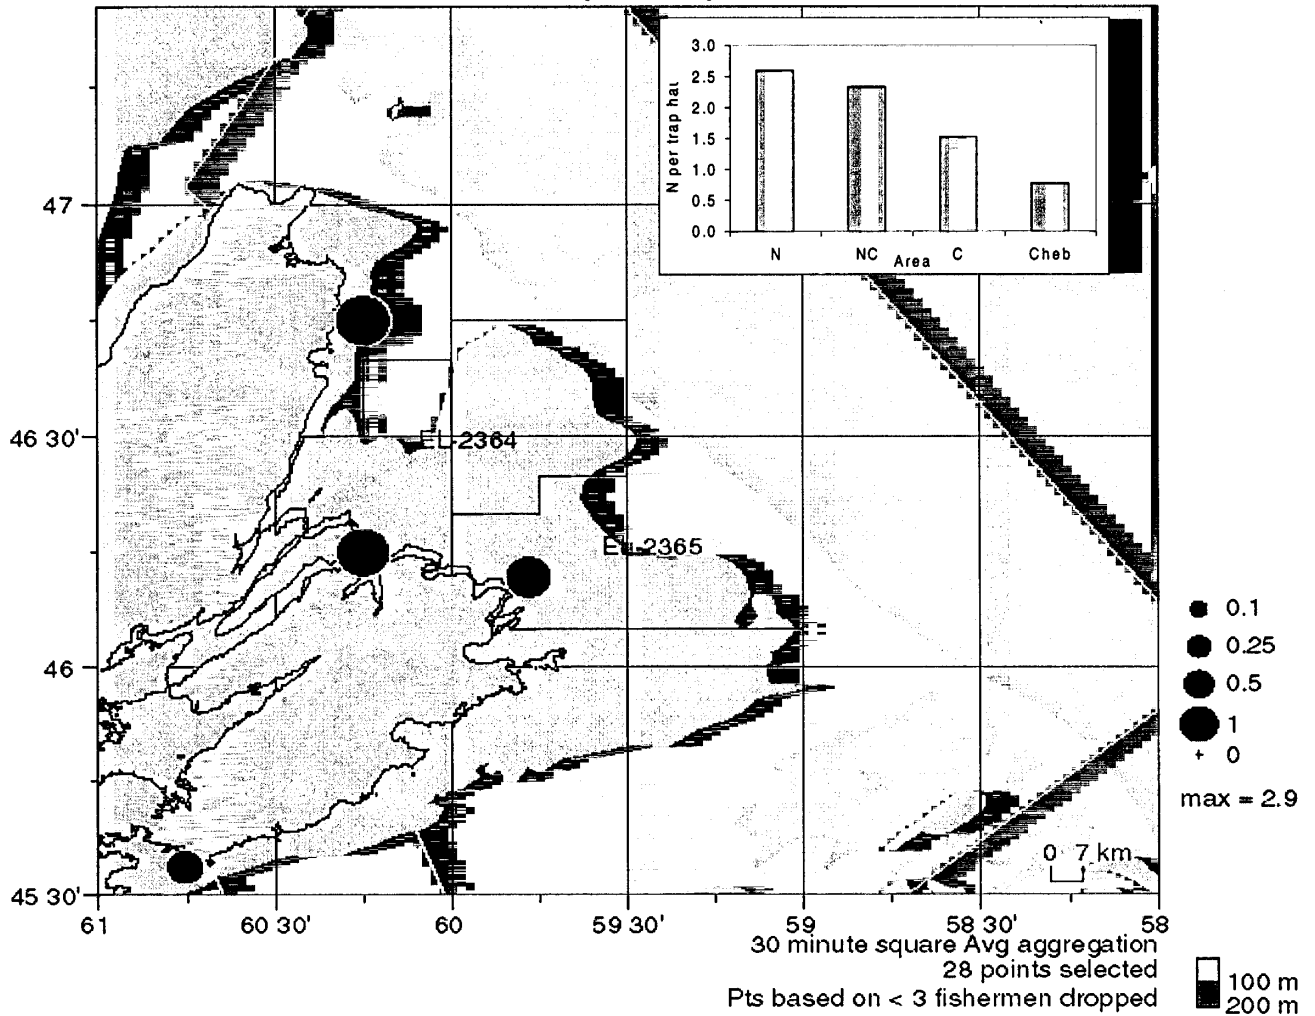 3.0
2.5
2.0
1.5
1.0
0.5
0.0
N per trap hau
N NC C Cheb
Area
47
46 30'
46
45 30'
EL-2364
2365
0.1
0.25
0.5
1
+ 0
max = 2.9
0 7 km
61 60 30' 60 59 30' 59 58 30' 58
30 minute square Avg aggregation
28 points selected
Pts based on < 3 fishermen dropped
100 m
200 m